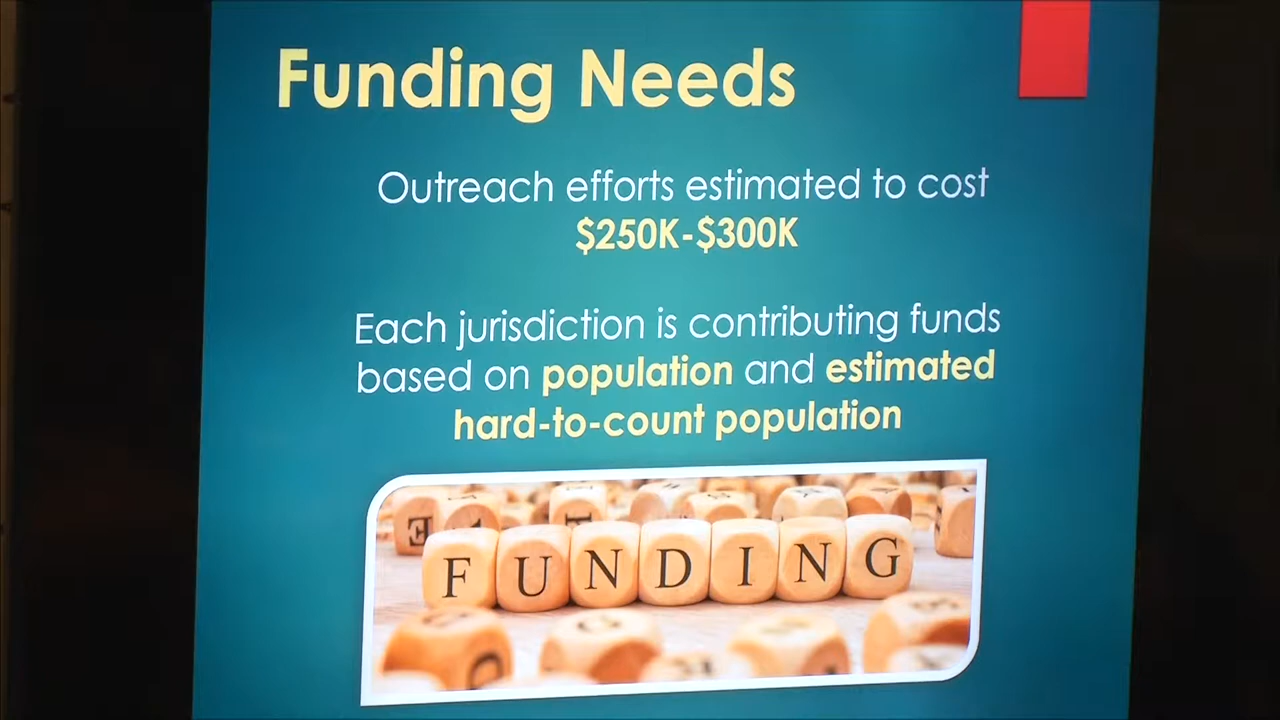 Funding Needs
Outreach efforts estimated to cost
$250K-$300K
Each jurisdiction is contributing funds
based on population and estimated
hard-to-count population
FUNDING